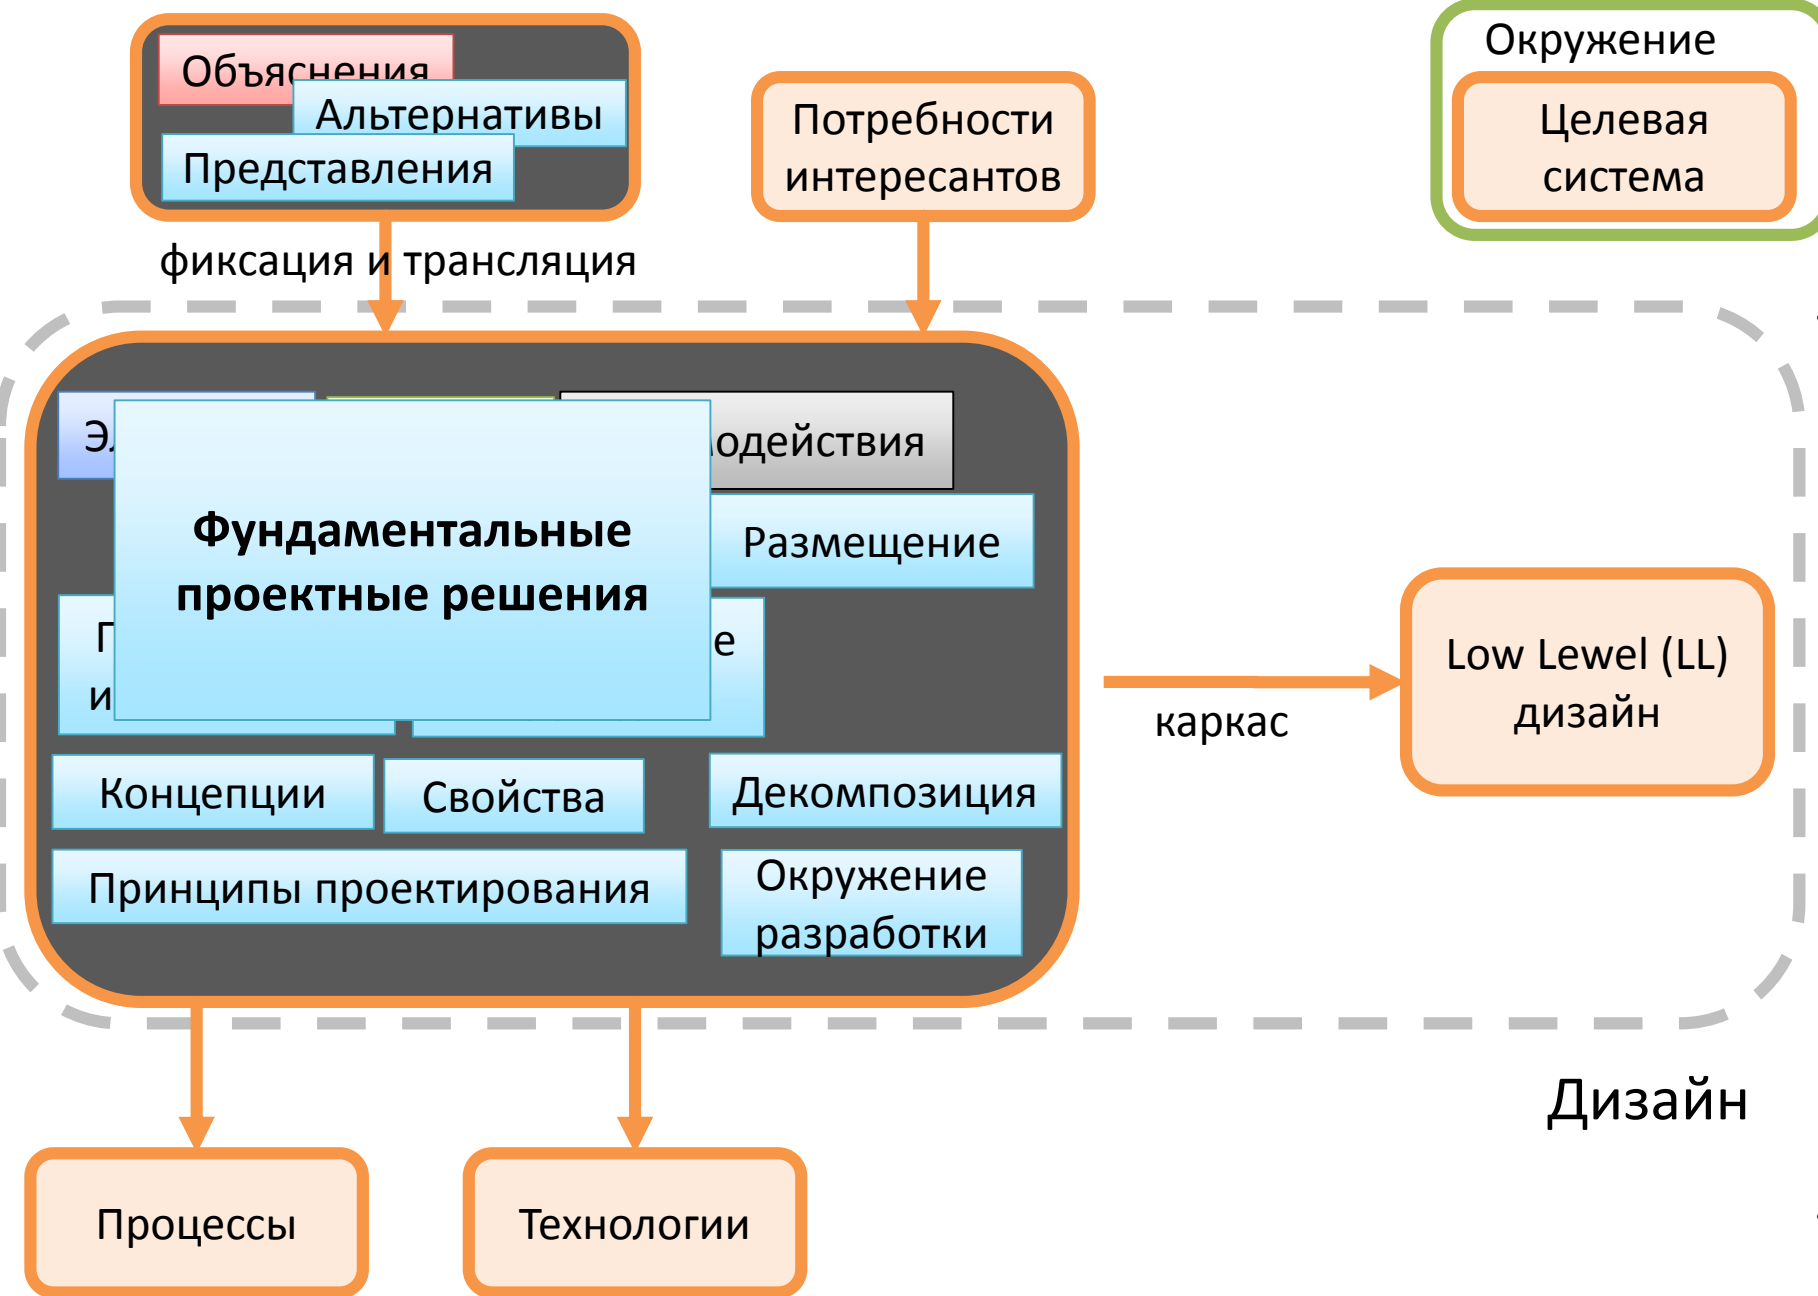 Объяснения
Альтернативы
Представления
Потребности
интересантов
Окружение
Целевая
система
фиксация и трансляция
Фундаментальные
проектные решения
Размещение
Концепции
Свойства
Декомпозиция
Принципы проектирования
Окружение
разработки
каркас
Low Lewel (LL)
дизайн
Дизайн
Процессы
Технологии